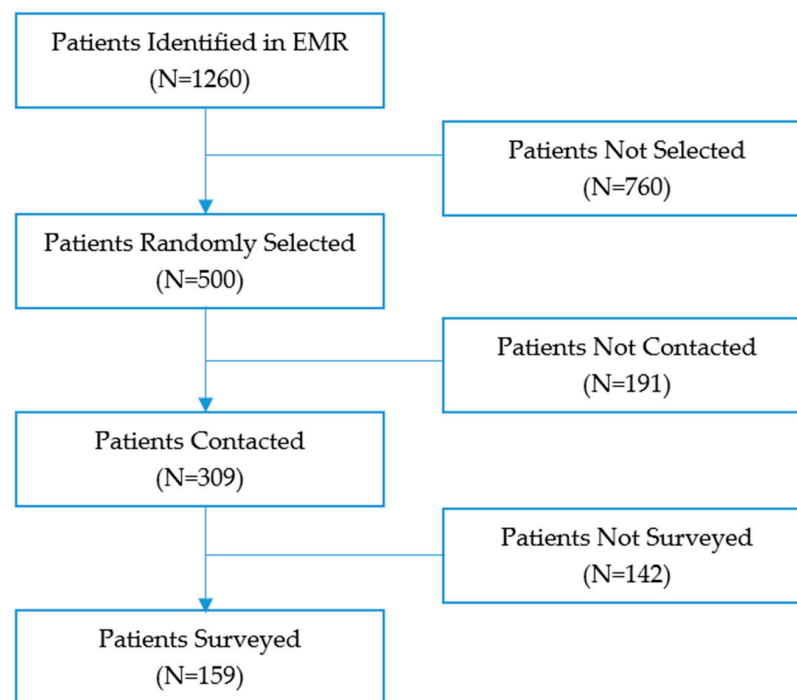 Patients Identified in EMR
(N=1260)
Patients Not Selected
(N=760)
Patients Randomly Selected
(N=500)
Patients Not Contacted
(N=191)
Patients Contacted
(N=309)
Patients Not Surveyed
(N=142)
Patients Surveyed
(N=159)